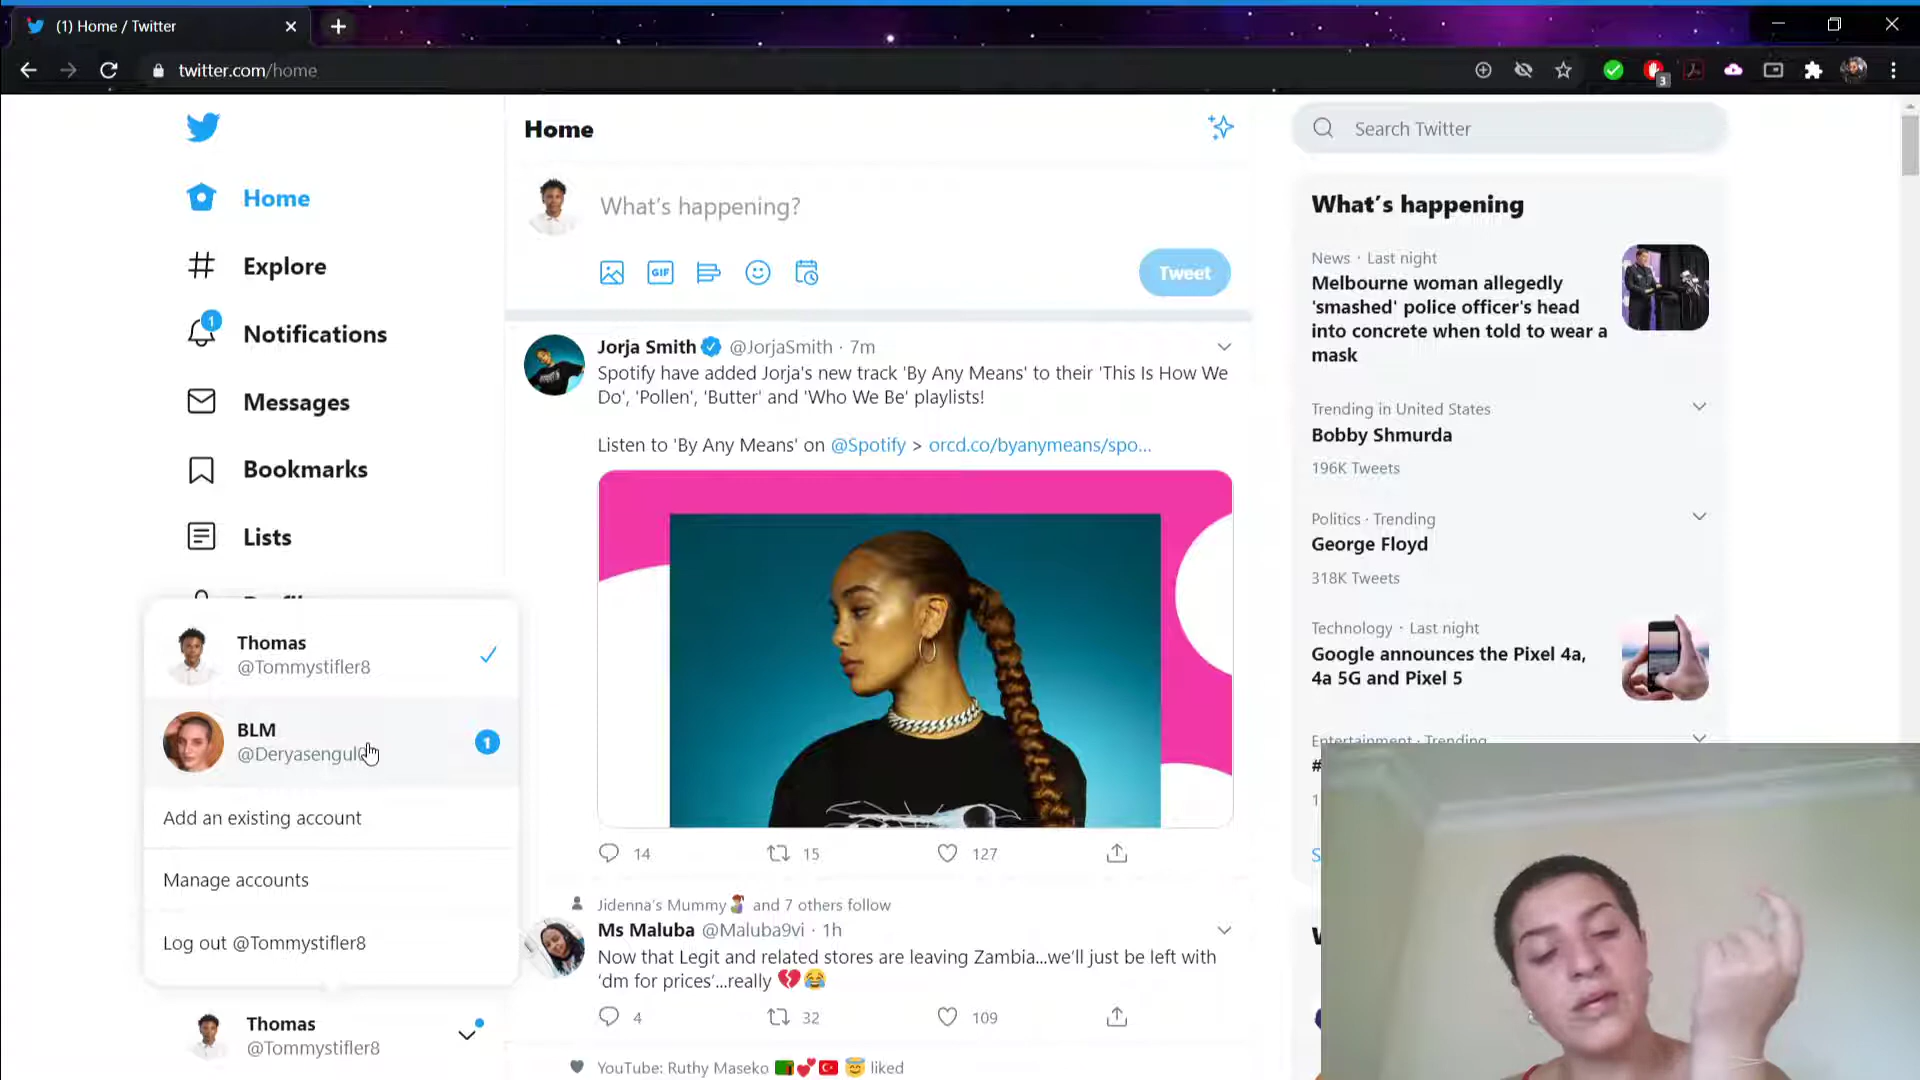 (1) Home / Twitter
twitter.com/home
3
Home
Explore
1
Notifications
Messages
Bookmarks
Lists
Thomas
@Tommystifler8
BLM
@Deryasengul
1
Add an existing account
Manage accounts
Log out @Tommystifler8
Thomas
@Tommystifler8
Home
What's happening?
GIF
Tweet
Jorja Smith @JorjaSmith · 7m
Spotify have added Jorja's new track 'By Any Means' to their 'This Is How We
Do', 'Pollen', 'Butter' and 'Who We Be' playlists!
Listen to 'By Any Means' on @Spotify > orcd.co/byanymeans/spo...
14
15
127
Jidenna's Mummy and 7 others follow
Ms Maluba @Maluba9vi · 1h
Now that Legit and related stores are leaving Zambia...we'll just be left with
'dm for prices'...really 💔😂
4
32
109
YouTube: Ruthy Maseko 🇿🇲💕🇹🇷😇 liked
Search Twitter
What's happening
News · Last night
Melbourne woman allegedly
'smashed' police officer's head
into concrete when told to wear a
mask
Trending in United States
Bobby Shmurda
196K Tweets
Politics · Trending
George Floyd
318K Tweets
Technology · Last night
Google announces the Pixel 4a,
4a 5G and Pixel 5
Entertainment · Trending
#